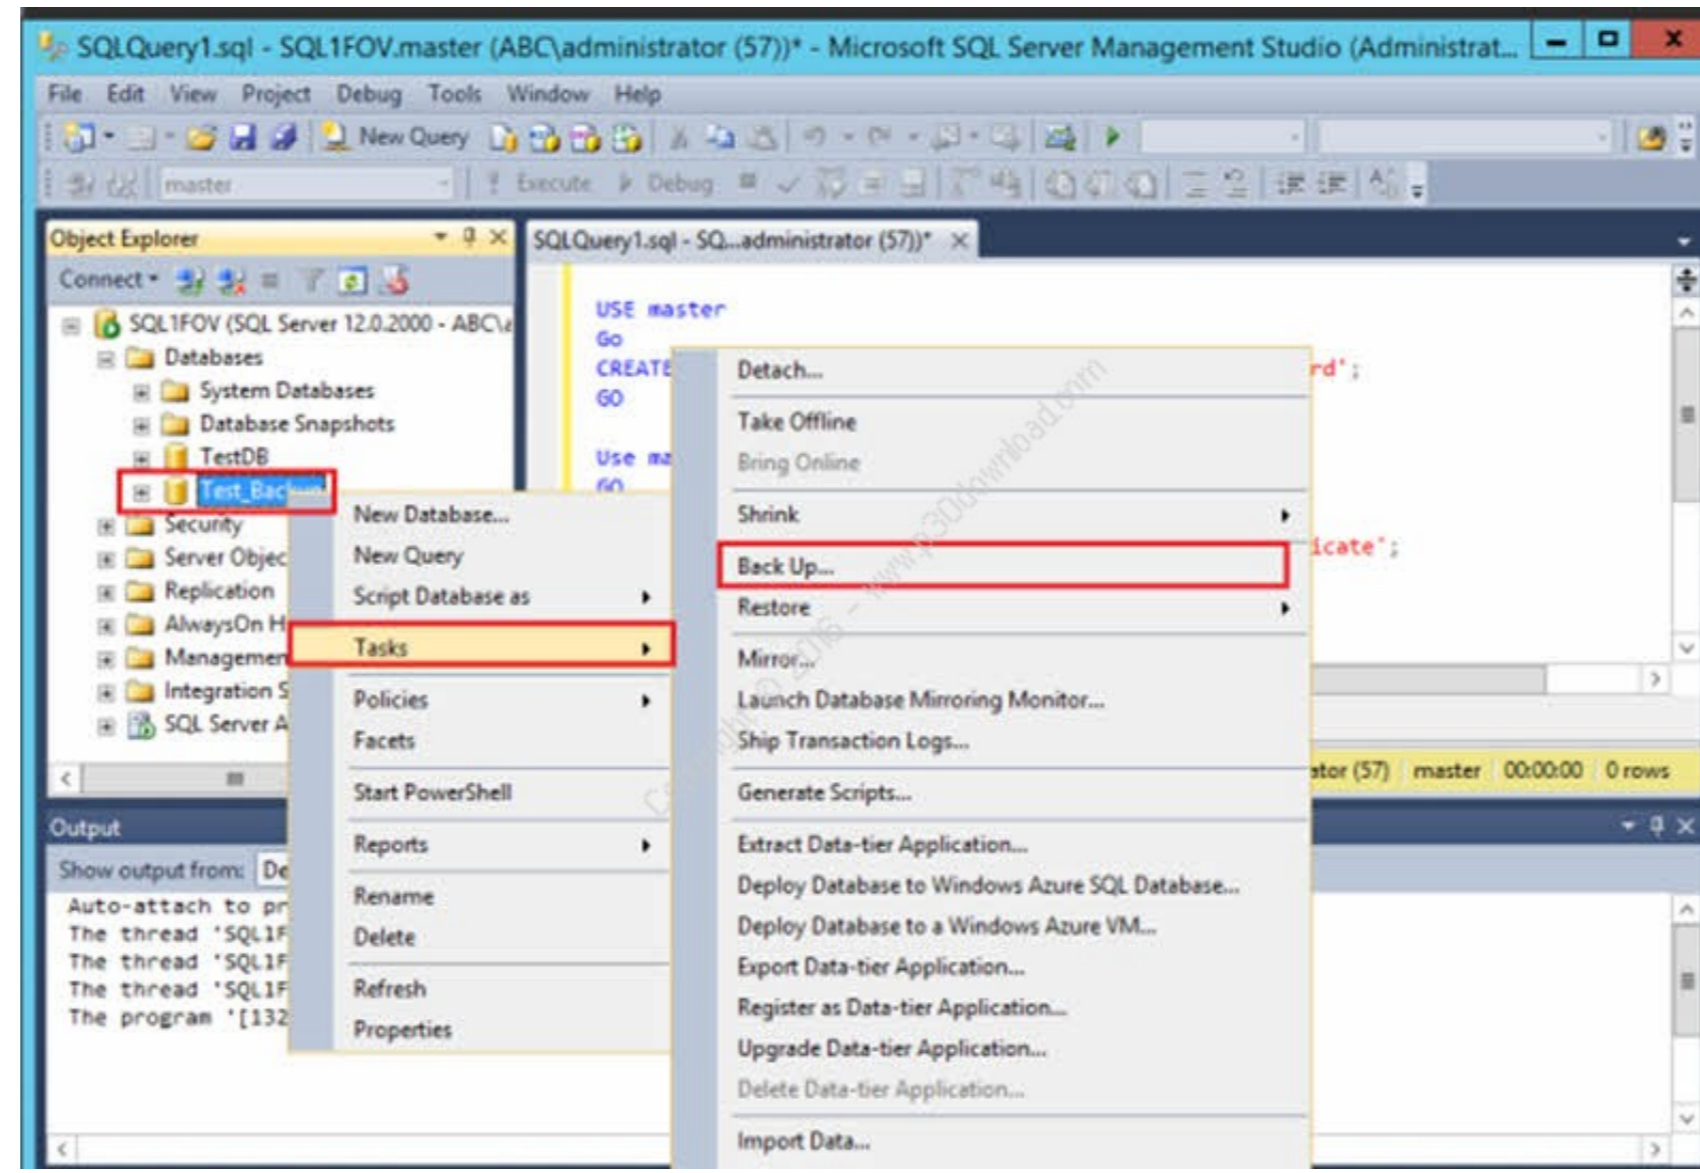 SQLQuery1.sql - SQL1FOV.master (ABC\administrator (57))* - Microsoft SQL Server Management Studio (Administrat...
File Edit View Project Debug Tools Window Help
New Query
master Execute Debug
Object Explorer
SQLQuery1.sql - SQ...administrator (57))*
Connect
SQL1FOV (SQL Server 12.0.2000 - ABC\a
Databases
System Databases
Database Snapshots
TestDB
Test_Backup
Security
Server Objec
Replication
AlwaysOn H
Managemen
Integration S
SQL Server A
USE master
Go
CREATE rd';
GO
Use ma
GO
icate';
New Database...
New Query
Script Database as
Tasks
Policies
Facets
Start PowerShell
Reports
Rename
Delete
Refresh
Properties
Detach...
Take Offline
Bring Online
Shrink
Back Up...
Restore
Mirror...
Launch Database Mirroring Monitor...
Ship Transaction Logs...
Generate Scripts...
Extract Data-tier Application...
Deploy Database to Windows Azure SQL Database...
Deploy Database to a Windows Azure VM...
Export Data-tier Application...
Register as Data-tier Application...
Upgrade Data-tier Application...
Delete Data-tier Application...
Import Data...
ator (57) master 00:00:00 0 rows
Output
Show output from: De
Auto-attach to pr
The thread 'SQL1F
The thread 'SQL1F
The thread 'SQL1F
The program '[132
Copyright © 2016 - www.p30download.com